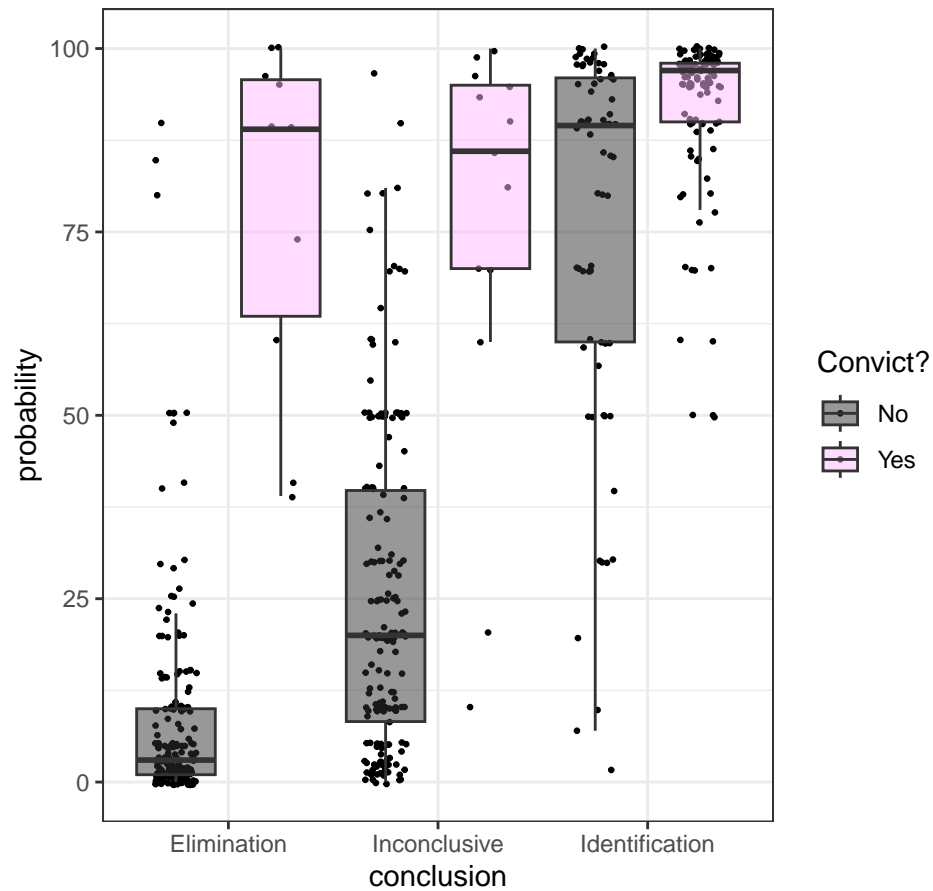 100
75
50
25
0
probability
Elimination
Inconclusive
Identification
conclusion
Convict?
No
Yes